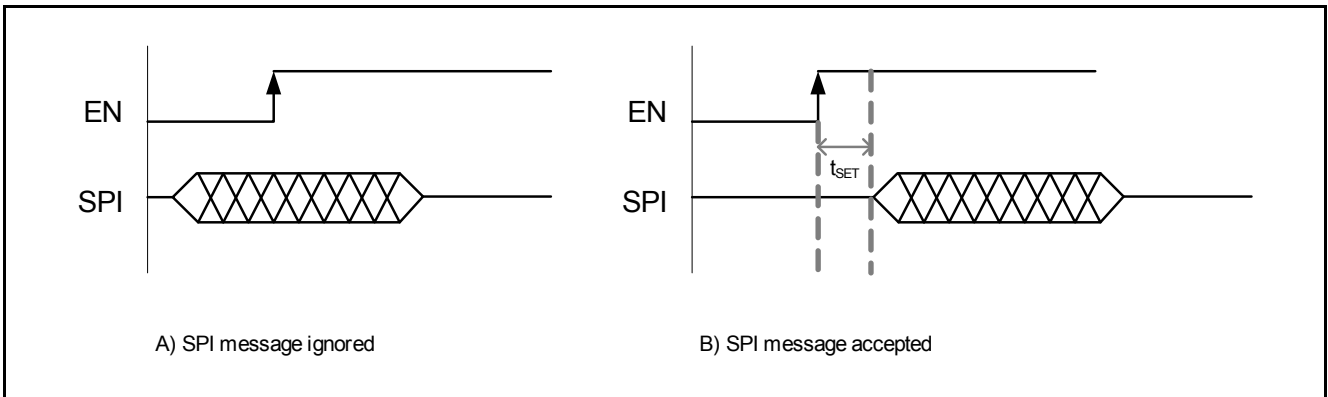 EN
SPI
A) SPI message ignored
EN
tSET
SPI
B) SPI message accepted